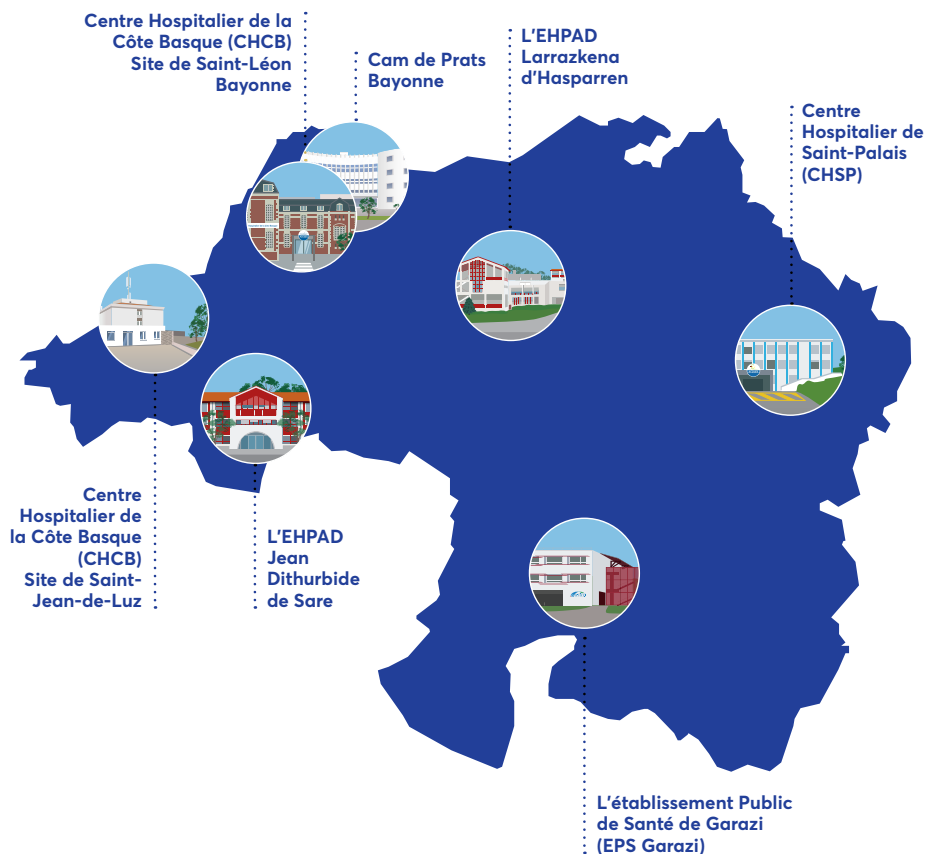 Centre Hospitalier de la
Côte Basque (CHCB)
Site de Saint-Léon
Bayonne
Cam de Prats
Bayonne
L'EHPAD
Larrazkena
d'Hasparren
Centre
Hospitalier de
Saint-Palais
(CHSP)
Centre
Hospitalier de
la Côte Basque
(CHCB)
Site de Saint-
Jean-de-Luz
L'EHPAD
Jean
Dithurbide
de Sare
L'établissement Public
de Santé de Garazi
(EPS Garazi)